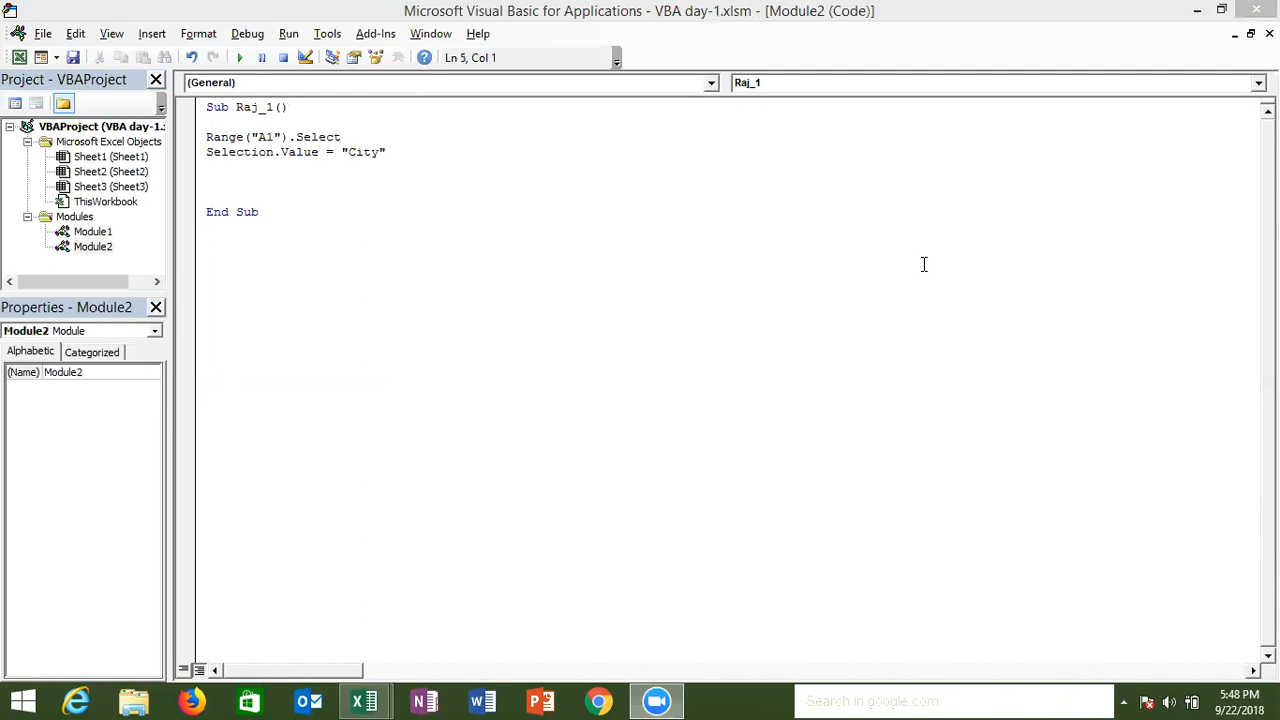 Microsoft Visual Basic for Applications - VBA day-1.xlsm - [Module2 (Code)]
File Edit View Insert Format Debug Run Tools Add-Ins Window Help
Ln 5, Col 1
Project - VBAProject
(General)
Raj_1
VBAProject (VBA day-1.
Microsoft Excel Objects
Sheet1 (Sheet1)
Sheet2 (Sheet2)
Sheet3 (Sheet3)
ThisWorkbook
Modules
Module1
Module2
Properties - Module2
Module2 Module
Alphabetic Categorized
(Name) Module2
Sub Raj_1()
Range("A1").Select
Selection.Value = "City"
End Sub
Search in google.com
5:48 PM
9/22/2018